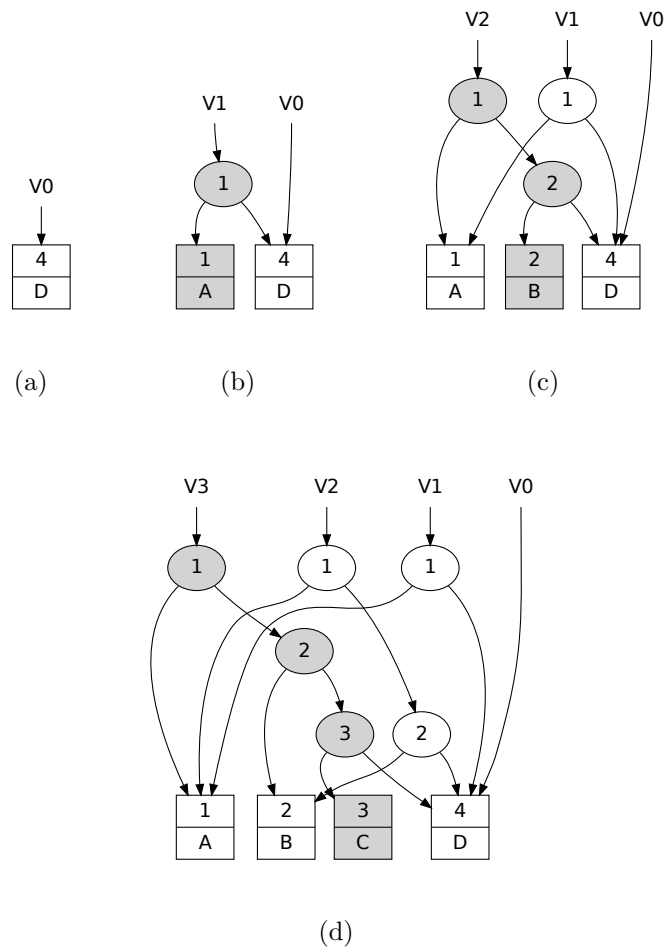 V0
4
D
(a)
V1 V0
1
1 4
A D
(b)
V2 V1 V0
1 1
2
1 2 4
A B D
(c)
V3 V2 V1 V0
1 1 1
2
3 2
1 2 3 4
A B C D
(d)